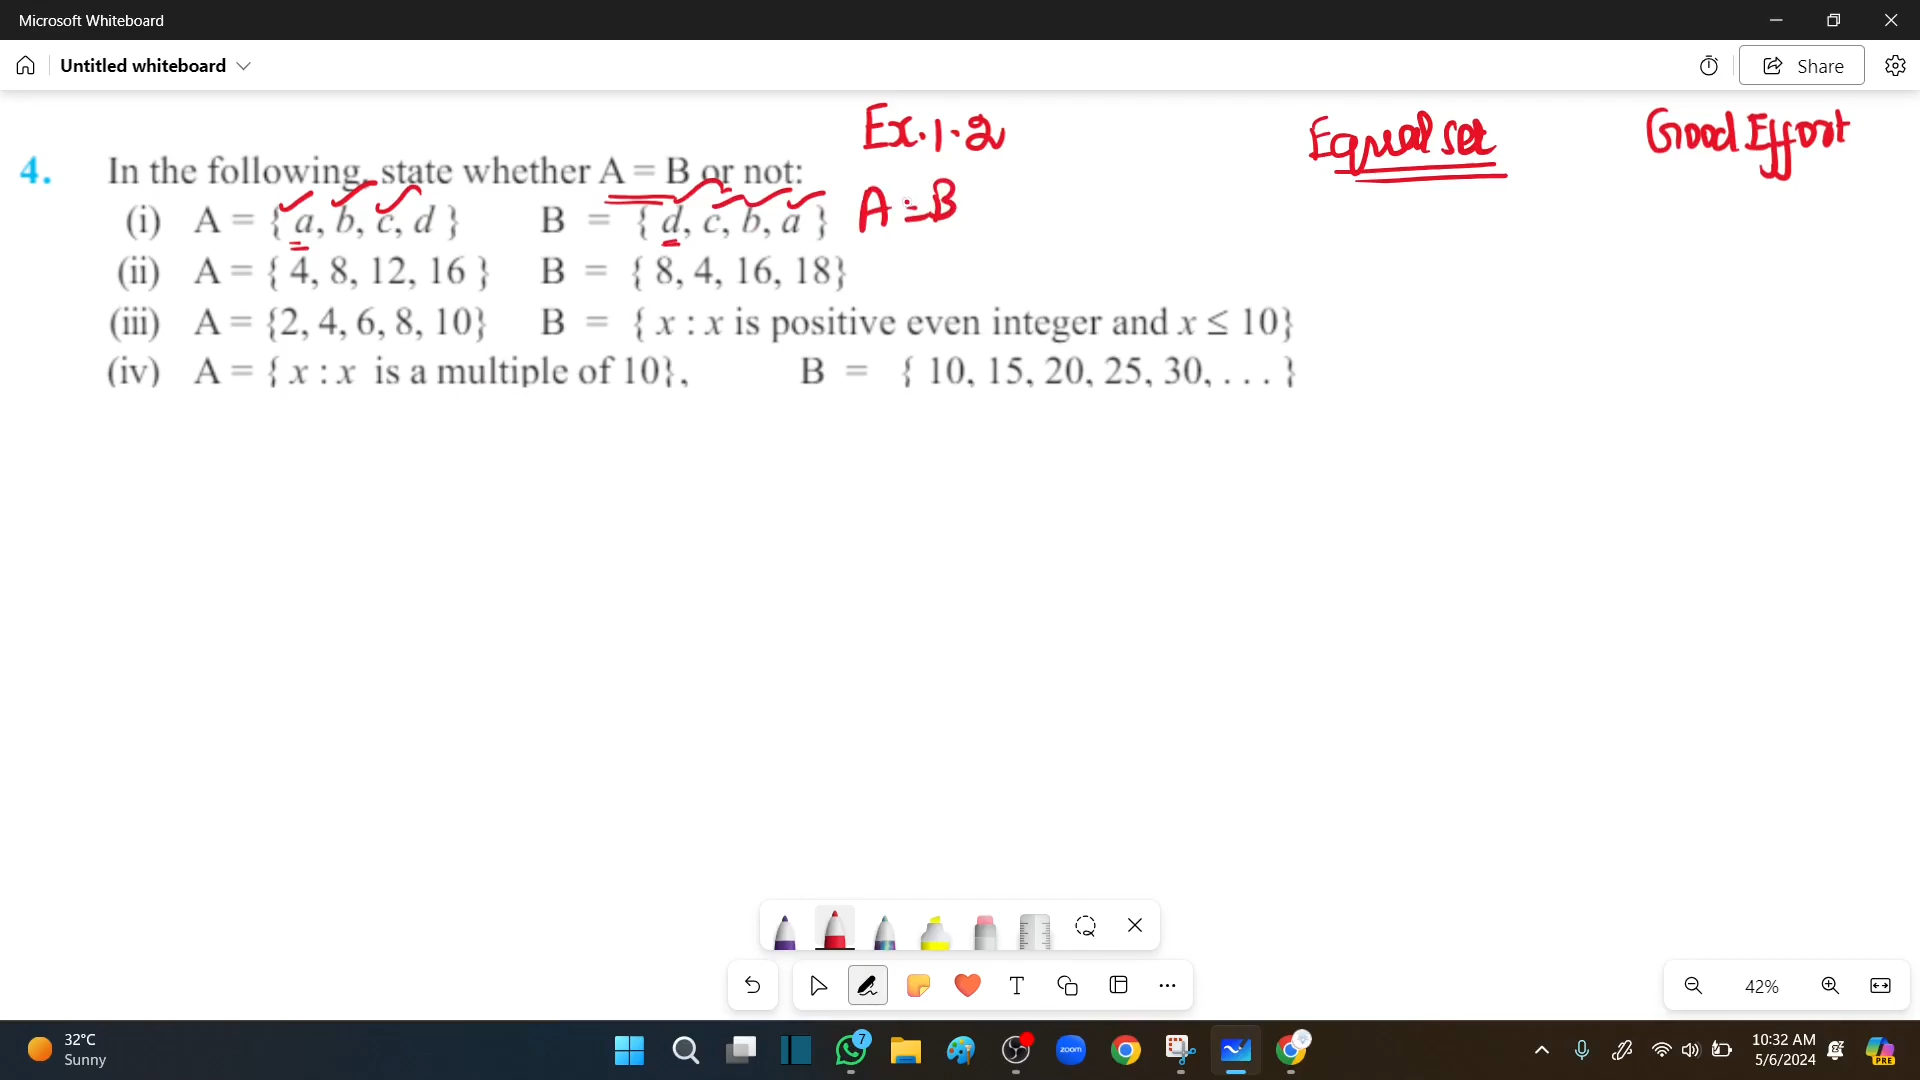 Microsoft Whiteboard
Untitled whiteboard
Share
Ex.1.2
Equal set
Good Effort
4. In the following, state whether A = B or not:
(i) A = { a, b, c, d } B = { d, c, b, a } A = B
(ii) A = { 4, 8, 12, 16 } B = { 8, 4, 16, 18}
(iii) A = {2, 4, 6, 8, 10} B = { x : x is positive even integer and x ≤ 10}
(iv) A = { x : x is a multiple of 10}, B = { 10, 15, 20, 25, 30, . . . }
42%
32°C
Sunny
7
zoom
10:32 AM
5/6/2024
PRE